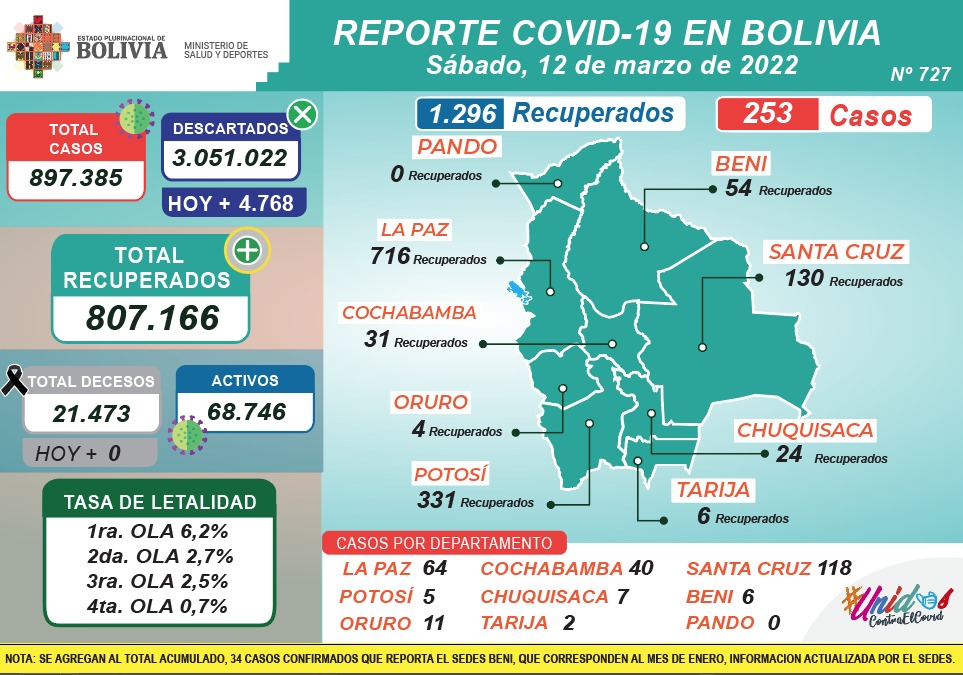 ESTADO PLURINACIONAL DE
BOLIVIA
MINISTERIO DE
SALUD Y DEPORTES
REPORTE COVID-19 EN BOLIVIA
Sábado, 12 de marzo de 2022
Nº 727
TOTAL
CASOS
897.385
DESCARTADOS
3.051.022
HOY + 4.768
TOTAL
RECUPERADOS
807.166
TOTAL DECESOS
21.473
HOY + 0
ACTIVOS
68.746
TASA DE LETALIDAD
1ra. OLA 6,2%
2da. OLA 2,7%
3ra. OLA 2,5%
4ta. OLA 0,7%
1.296 Recuperados
253 Casos
PANDO
0 Recuperados
BENI
54 Recuperados
LA PAZ
716 Recuperados
SANTA CRUZ
130 Recuperados
COCHABAMBA
31 Recuperados
ORURO
4 Recuperados
CHUQUISACA
24 Recuperados
POTOSÍ
331 Recuperados
TARIJA
6 Recuperados
CASOS POR DEPARTAMENTO
LA PAZ 64 COCHABAMBA 40 SANTA CRUZ 118
POTOSÍ 5 CHUQUISACA 7 BENI 6
ORURO 11 TARIJA 2 PANDO 0
#Unidos
ContraElCovid
NOTA: SE AGREGAN AL TOTAL ACUMULADO, 34 CASOS CONFIRMADOS QUE REPORTA EL SEDES BENI, QUE CORRESPONDEN AL MES DE ENERO, INFORMACION ACTUALIZADA POR EL SEDES.